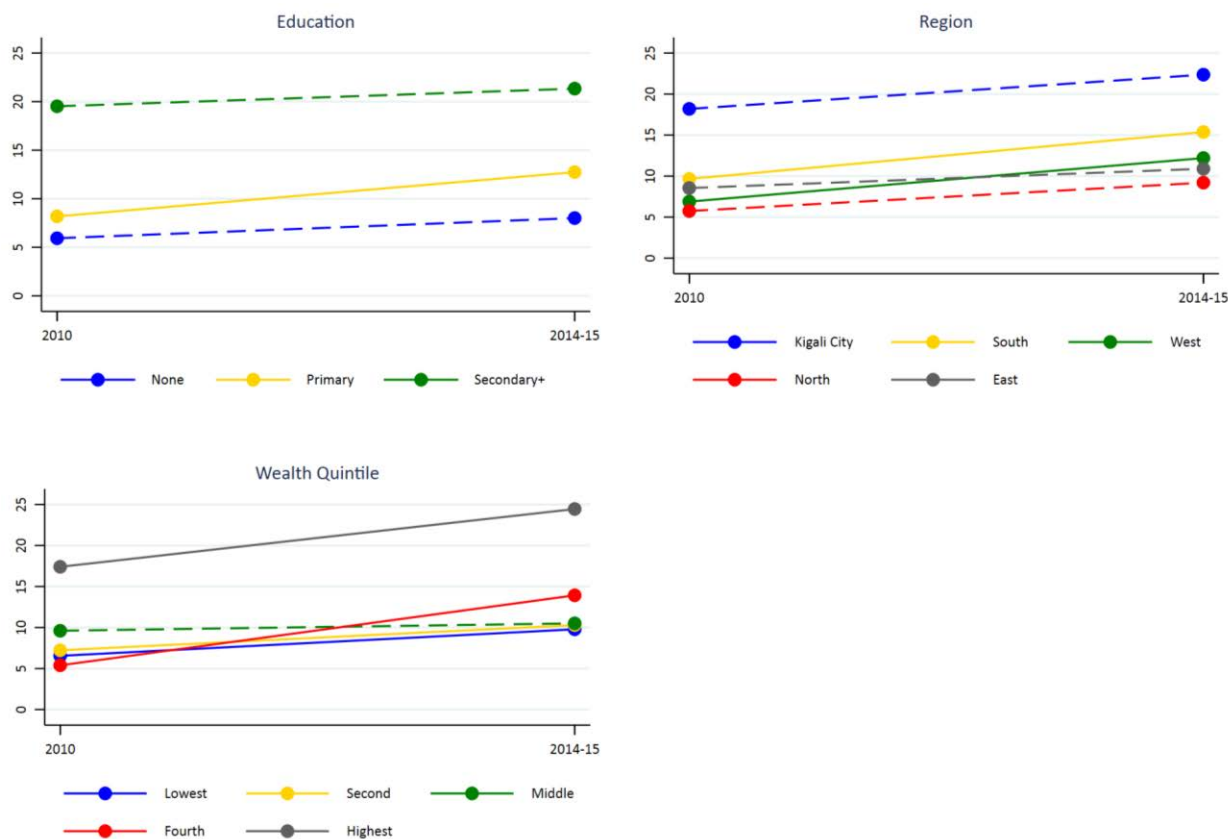 Education
25
20
15
10
5
0
2010 2014-15
None Primary Secondary+
Region
25
20
15
10
5
0
2010 2014-15
Kigali City South West
North East
Wealth Quintile
25
20
15
10
5
0
2010 2014-15
Lowest Second Middle
Fourth Highest